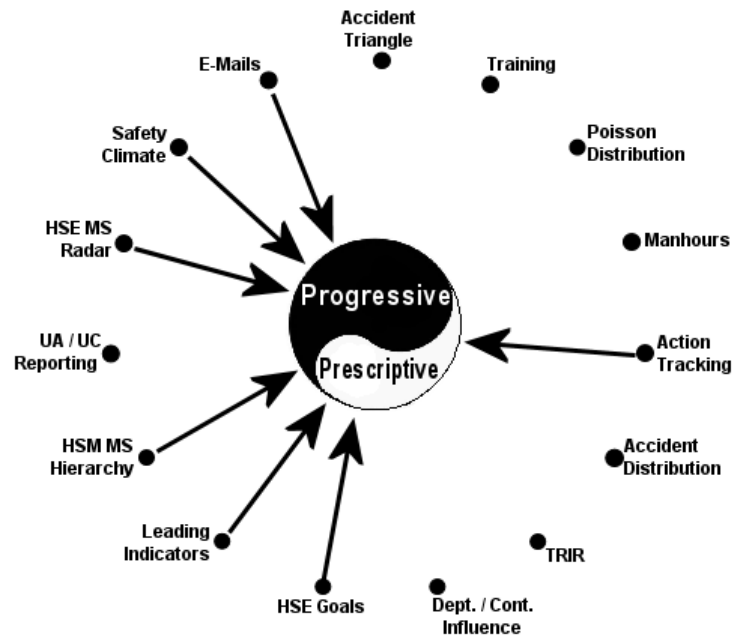 Accident
Triangle
E-Mails
Training
Safety
Climate
Poisson
Distribution
HSE MS
Radar
Manhours
Progressive
Prescriptive
UA / UC
Reporting
Action
Tracking
HSM MS
Hierarchy
Accident
Distribution
Leading
Indicators
TRIR
HSE Goals
Dept. / Cont.
Influence